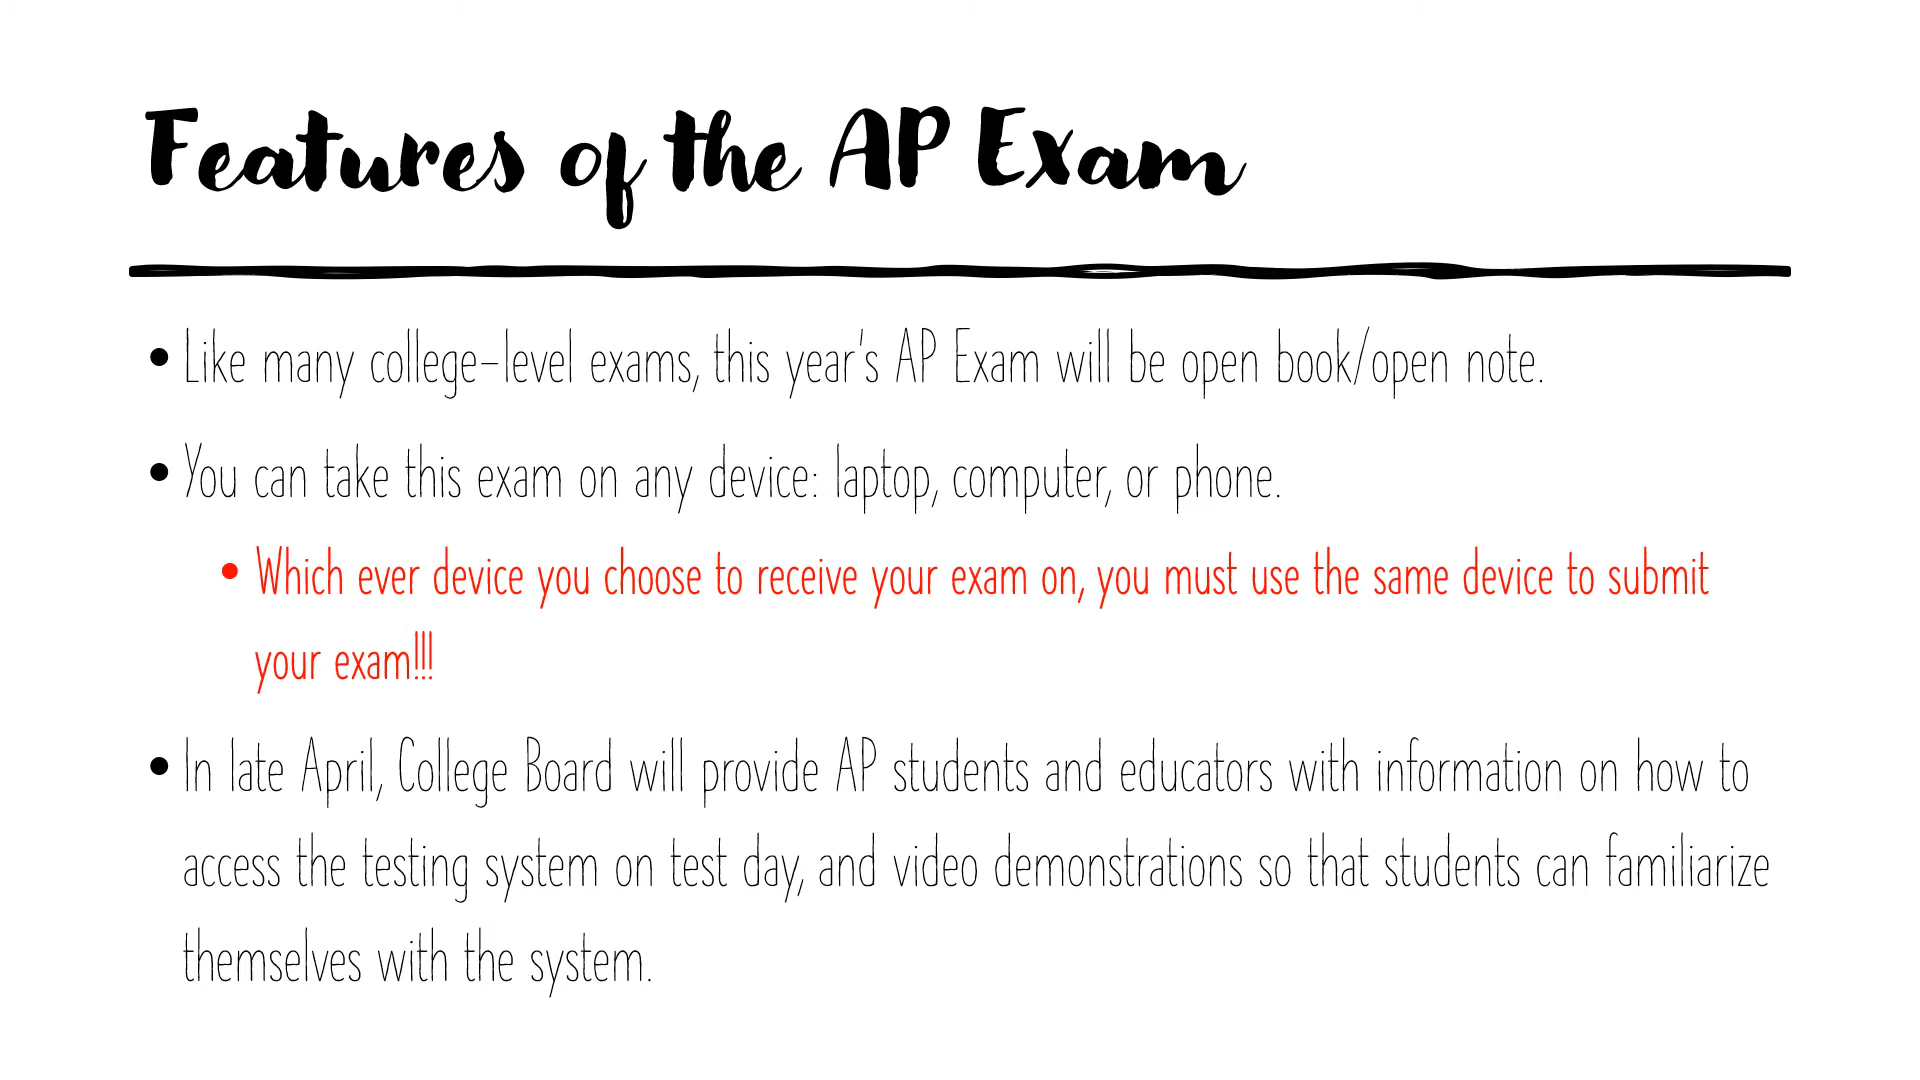 Features of the AP Exam
• Like many college-level exams, this year's AP Exam will be open book/open note.
• You can take this exam on any device: laptop, computer, or phone.
• Which ever device you choose to receive your exam on, you must use the same device to submit
your exam!!!
• In late April, College Board will provide AP students and educators with information on how to
access the testing system on test day, and video demonstrations so that students can familiarize
themselves with the system.